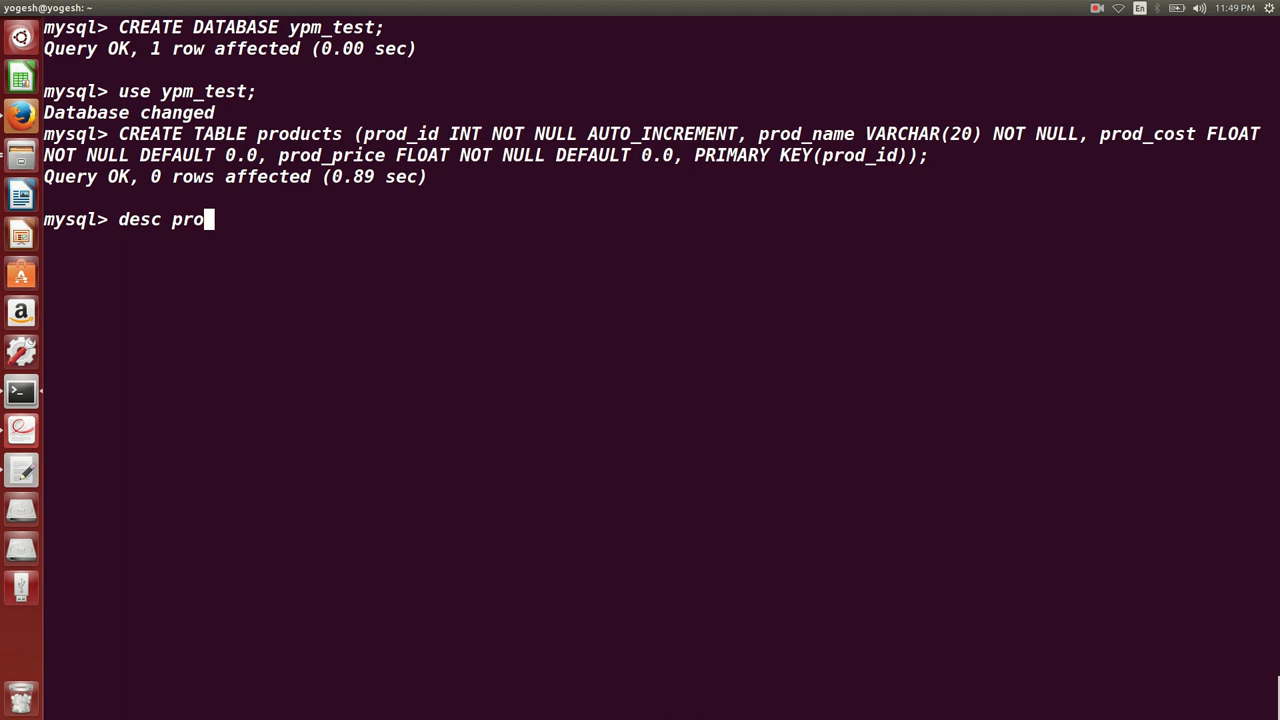 yogesh@yogesh: ~
En
11:49 PM
mysql> CREATE DATABASE ypm_test;
Query OK, 1 row affected (0.00 sec)
mysql> use ypm_test;
Database changed
mysql> CREATE TABLE products (prod_id INT NOT NULL AUTO_INCREMENT, prod_name VARCHAR(20) NOT NULL, prod_cost FLOAT
NOT NULL DEFAULT 0.0, prod_price FLOAT NOT NULL DEFAULT 0.0, PRIMARY KEY(prod_id));
Query OK, 0 rows affected (0.89 sec)
mysql> desc pro